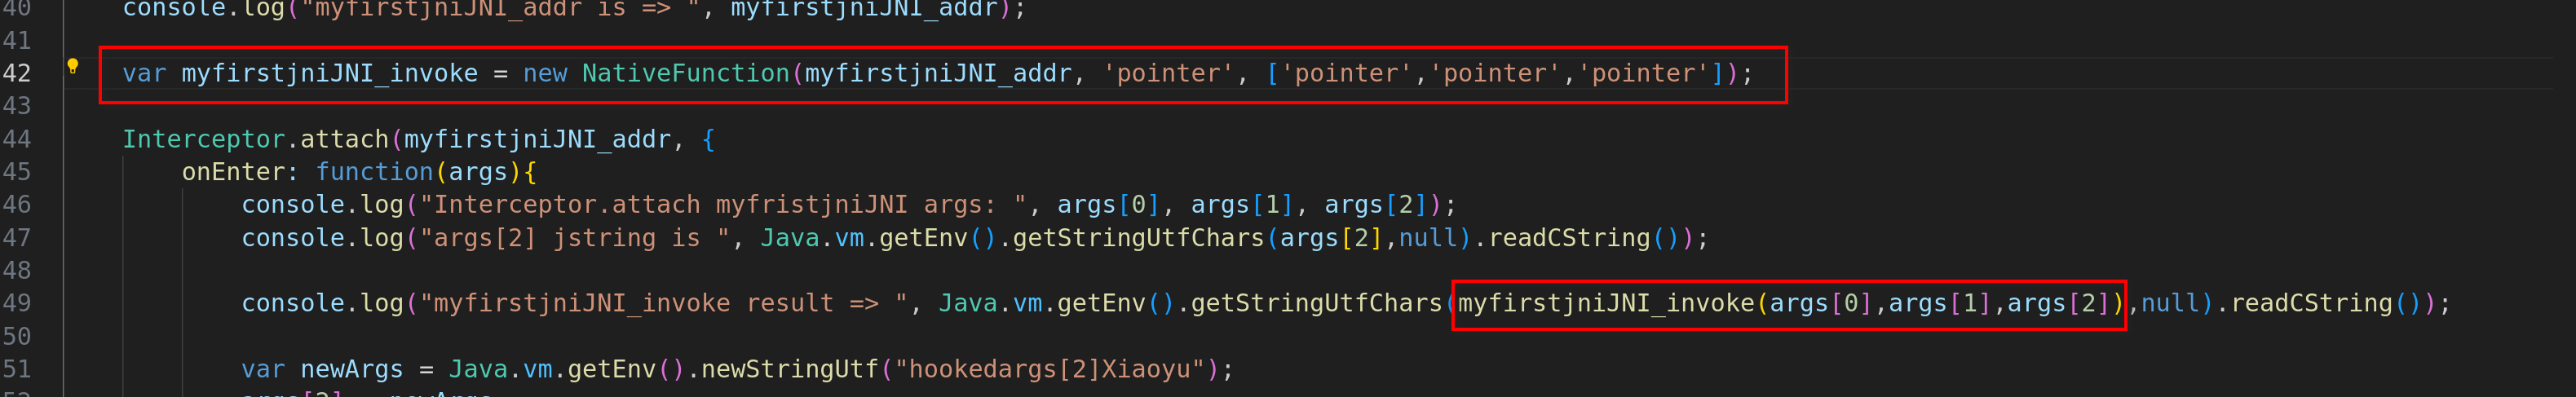 40 console.log("myfirstjniJNI_addr is => ", myfirstjniJNI_addr);
41
42 var myfirstjniJNI_invoke = new NativeFunction(myfirstjniJNI_addr, 'pointer', ['pointer','pointer','pointer']);
43
44 Interceptor.attach(myfirstjniJNI_addr, {
45 onEnter: function(args){
46 console.log("Interceptor.attach myfristjniJNI args: ", args[0], args[1], args[2]);
47 console.log("args[2] jstring is ", Java.vm.getEnv().getStringUtfChars(args[2],null).readCString());
48
49 console.log("myfirstjniJNI_invoke result => ", Java.vm.getEnv().getStringUtfChars(myfirstjniJNI_invoke(args[0],args[1],args[2]),null).readCString());
50
51 var newArgs = Java.vm.getEnv().newStringUtf("hookedargs[2]Xiaoyu");